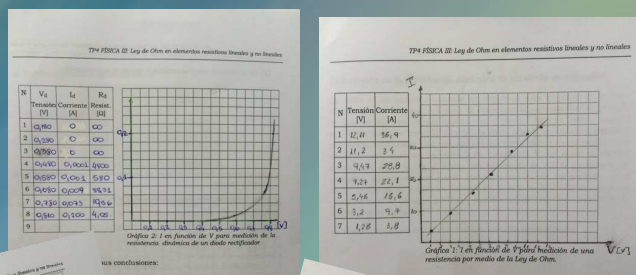 TP4 FÍSICA III: Ley de Ohm en elementos resistivos lineales y no lineales
N Vd Id Rd
Tensión Corriente Resist.
[V] [A] [Ω]
1 0,180 0 ∞
2 0,280 0 ∞
3 0,380 0 ∞
4 0,480 0,0001 4800
5 0,580 0,001 580
6 0,680 0,009
7 0,780 0,073
8 0,810 0,200 4,05
9
[V]
Gráfica 2: I en función de V para medición de la
resistencia dinámica de un diodo rectificador
us conclusiones:
TP4 FÍSICA III: Ley de Ohm en elementos resistivos lineales y no lineales
I
N Tensión Corriente
[V] [A]
1 12,11 36,9
2 11,2 34
3 9,47 28,8
4 7,27 22,1
5 5,46 16,6
6 3,2 9,7
7 1,26 3,8
V [V]
Gráfica 1: I en función de V para medición de una
resistencia por medio de la Ley de Ohm.